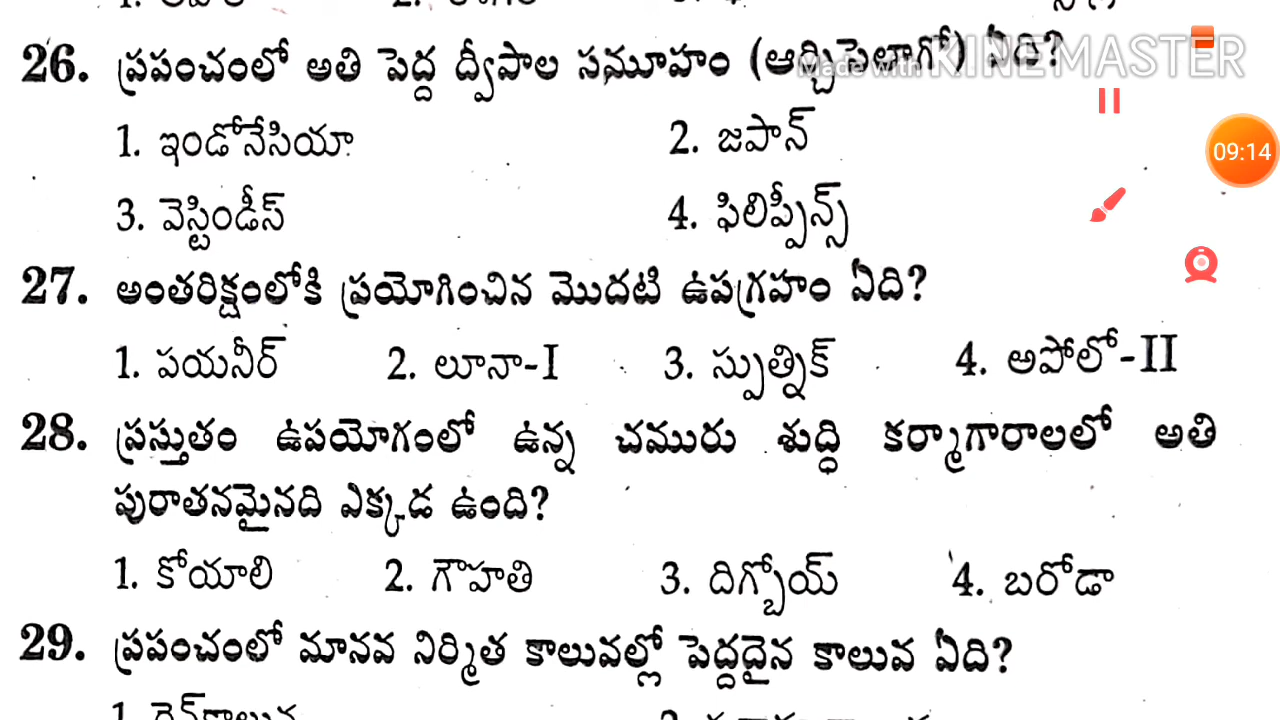 26. ప్రపంచంలో అతి పెద్ద ద్వీపాల సమూహం (ఆర్చిపెలాగో) ఏది?
Made with KINEMASTER
1. ఇండోనేసియా 2. జపాన్
09:14
3. వెస్టిండీస్ 4. ఫిలిప్పీన్స్
27. అంతరిక్షంలోకి ప్రయోగించిన మొదటి ఉపగ్రహం ఏది?
1. పయనీర్ 2. లూనా-I 3. స్పుత్నిక్ 4. అపోలో-II
28. ప్రస్తుతం ఉపయోగంలో ఉన్న చమురు శుద్ధి కర్మాగారాలలో అతి
పురాతనమైనది ఎక్కడ ఉంది?
1. కోయాలి 2. గౌహతి 3. దిగ్బోయ్ 4. బరోడా
29. ప్రపంచంలో మానవ నిర్మిత కాలువల్లో పెద్దదైన కాలువ ఏది?